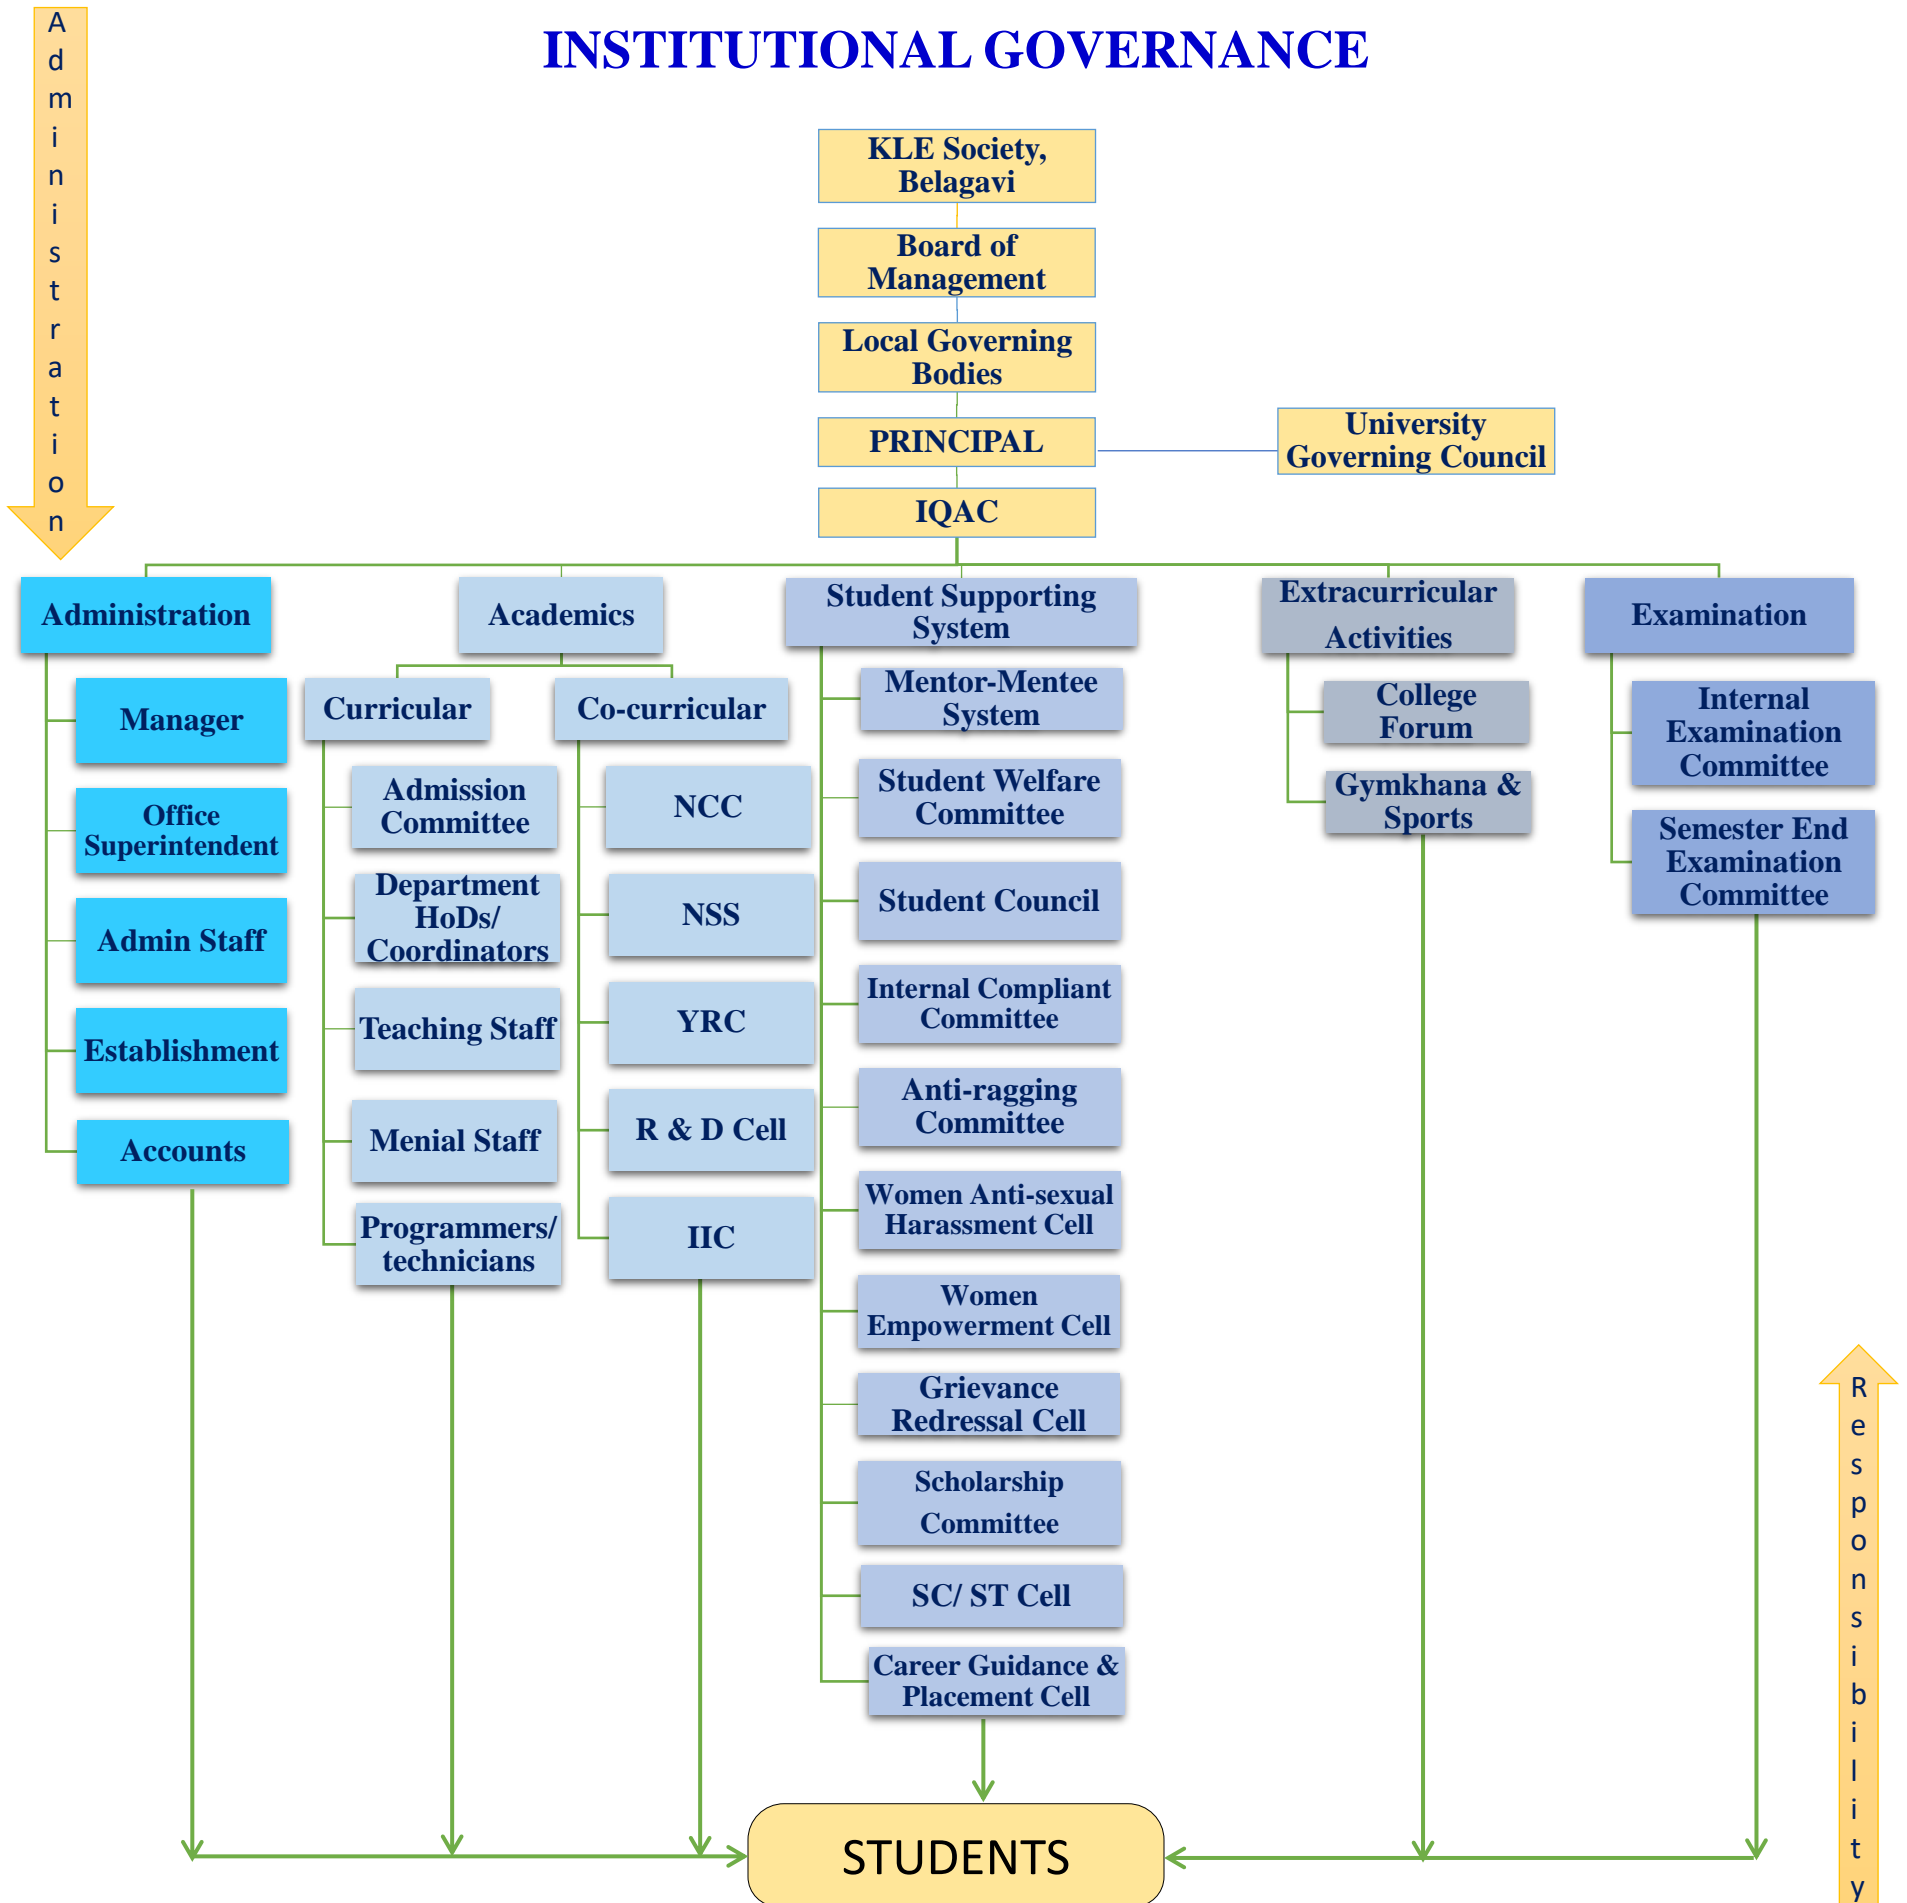 INSTITUTIONAL GOVERNANCE
Administration
KLE Society,
Belagavi
Board of
Management
Local Governing
Bodies
PRINCIPAL
University
Governing Council
IQAC
Administration
Manager
Office
Superintendent
Admin Staff
Establishment
Accounts
Academics
Curricular
Admission
Committee
Department
HoDs/
Coordinators
Teaching Staff
Menial Staff
Programmers/
technicians
Co-curricular
NCC
NSS
YRC
R & D Cell
IIC
Student Supporting
System
Mentor-Mentee
System
Student Welfare
Committee
Student Council
Internal Compliant
Committee
Anti-ragging
Committee
Women Anti-sexual
Harassment Cell
Women
Empowerment Cell
Grievance
Redressal Cell
Scholarship
Committee
SC/ ST Cell
Career Guidance &
Placement Cell
Extracurricular
Activities
College
Forum
Gymkhana &
Sports
Examination
Internal
Examination
Committee
Semester End
Examination
Committee
Responsibility
STUDENTS